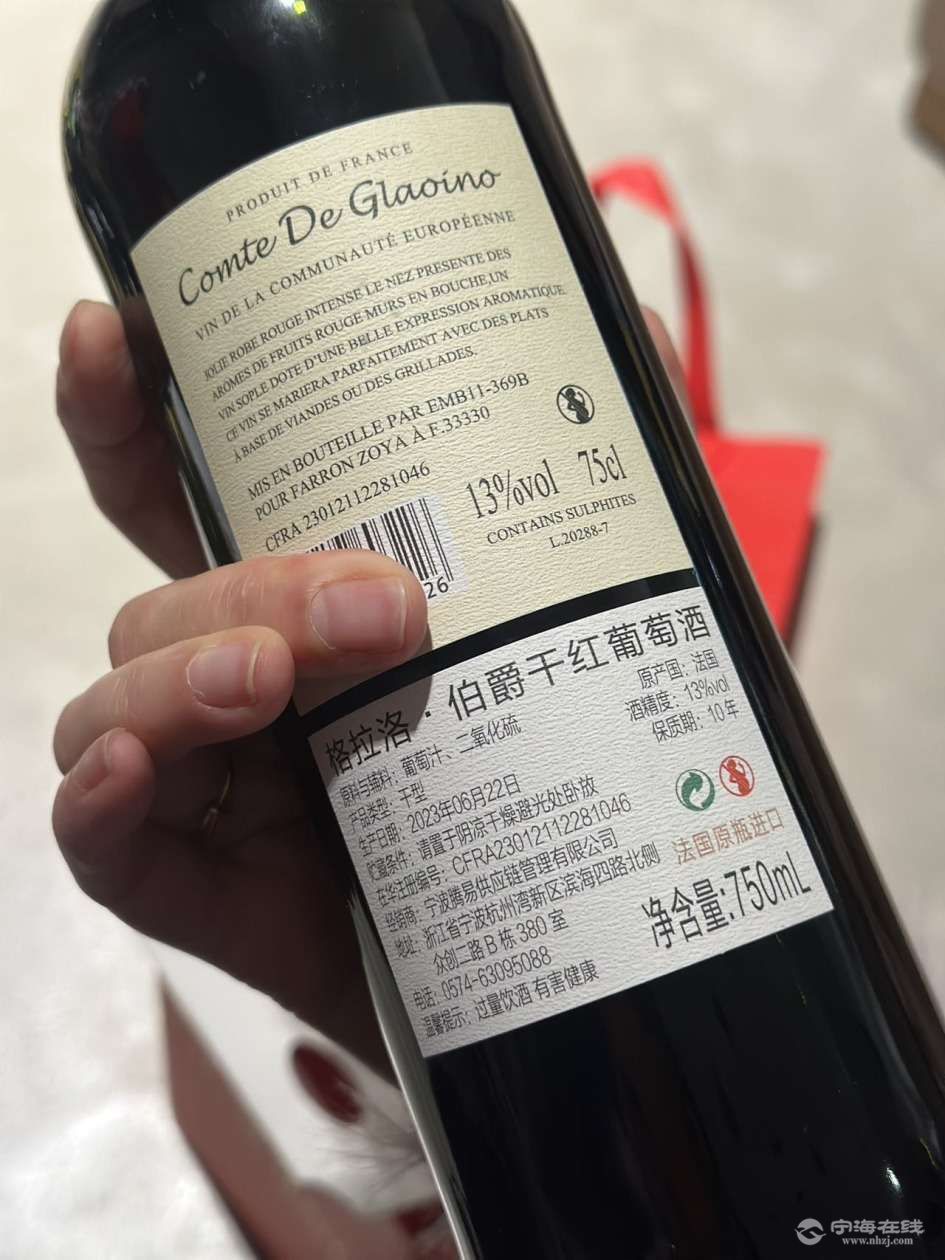 PRODUIT DE FRANCE
Comte De Glaoino
VIN DE LA COMMUNAUTÉ EUROPÉENNE
JOLIE ROBE ROUGE INTENSE LE NEZ PRESENTE DES
AROMES DE FRUITS ROUGE MURS EN BOUCHE,UN
VIN SOPLE DOTE D'UNE BELLE EXPRESSION AROMATIQUE
CE VIN SE MARIERA PARFAITEMENT AVEC DES PLATS
À BASE DE VIANDES OU DES GRILLADES.
MIS EN BOUTEILLE PAR EMB11-369B
POUR FARRON ZOYA À F.33330
CFRA 23012112281046
13%vol 75cl
CONTAINS SULPHITES
L.20288-7
26
格拉洛·伯爵干红葡萄酒
原料与辅料：葡萄汁、二氧化硫
产品类型：干型
生产日期：2023年06月22日
贮藏条件：请置于阴凉干燥避光处卧放
在华注册编号：CFRA23012112281046
经销商：宁波腾易供应链管理有限公司
地址：浙江省宁波杭州湾新区滨海四路北侧
众创二路B栋380室
电话：0574-63095088
温馨提示：过量饮酒 有害健康
原产国：法国
酒精度：13%vol
保质期：10年
法国原瓶进口
净含量:750mL
宁海在线
www.nhzj.com